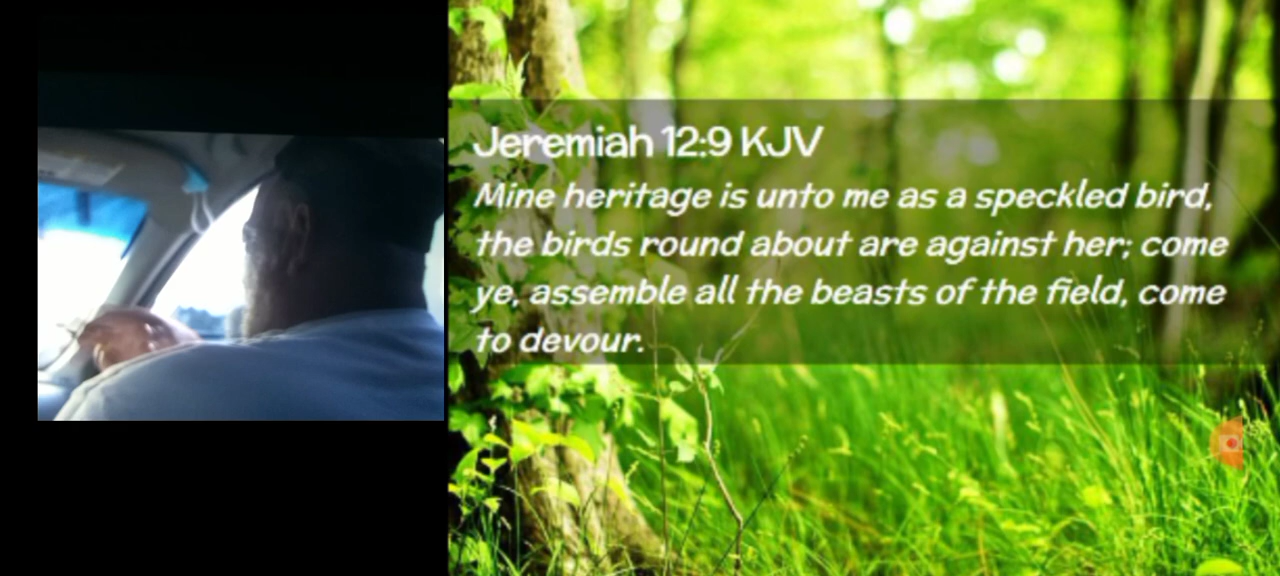 Jeremiah 12:9 KJV
Mine heritage is unto me as a speckled bird,
the birds round about are against her; come
ye, assemble all the beasts of the field, come
to devour.